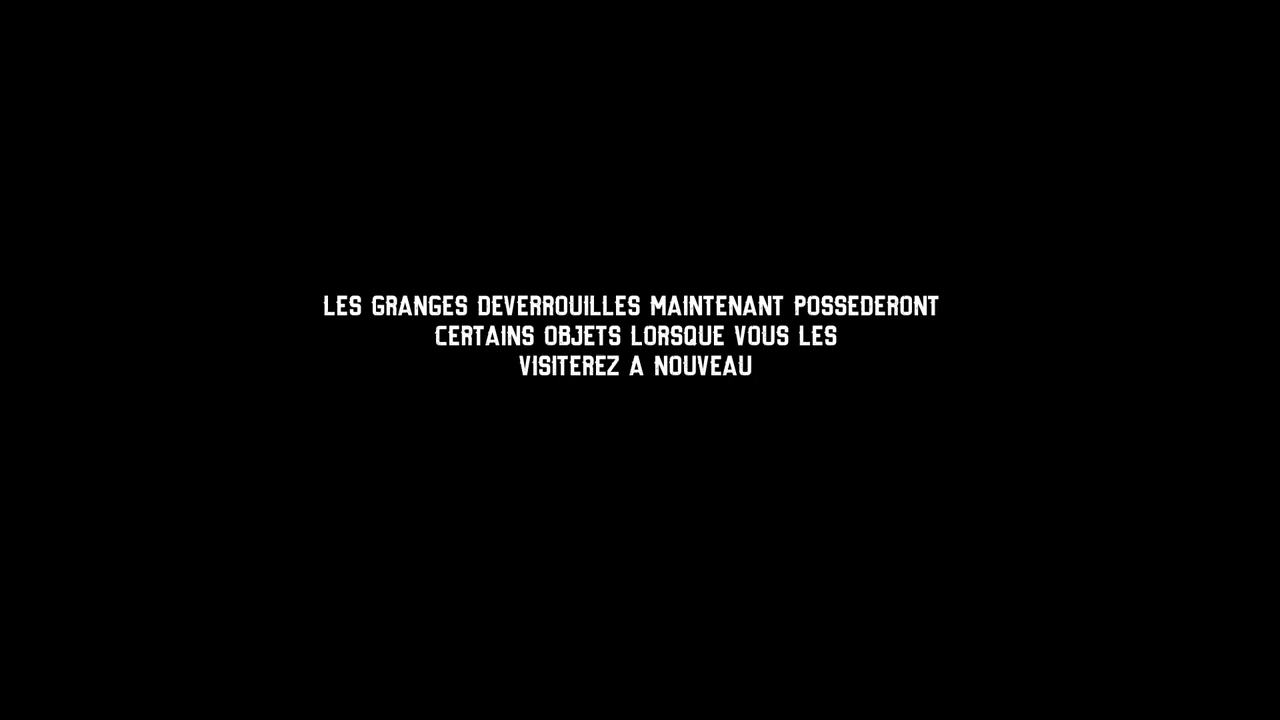 LES GRANGES DEVERROUILLES MAINTENANT POSSEDERONT
CERTAINS OBJETS LORSQUE VOUS LES
VISITEREZ A NOUVEAU